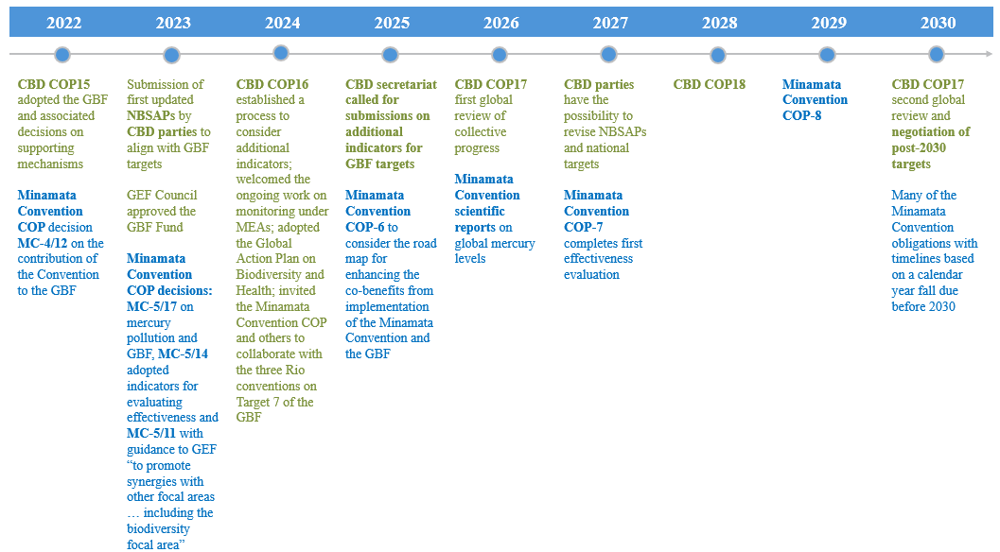 2022
2023
2024
2025
2026
2027
2028
2029
2030
CBD COP15
adopted the GBF
and associated
decisions on
supporting
mechanisms
Minamata
Convention
COP decision
MC-4/12 on the
contribution of
the Convention
to the GBF
Submission of
first updated
NBSAPs by
CBD parties to
align with GBF
targets
GEF Council
approved the
GBF Fund
Minamata
Convention
COP decisions:
MC-5/17 on
mercury
pollution and
GBF, MC-5/14
adopted
indicators for
evaluating
effectiveness and
MC-5/11 with
guidance to GEF
“to promote
synergies with
other focal areas
… including the
biodiversity
focal area”
CBD COP16
established a
process to
consider
additional
indicators;
welcomed the
ongoing work on
monitoring under
MEAs; adopted
the Global
Action Plan on
Biodiversity and
Health; invited
the Minamata
Convention COP
and others to
collaborate with
the three Rio
conventions on
Target 7 of the
GBF
CBD secretariat
called for
submissions on
additional
indicators for
GBF targets
Minamata
Convention
COP-6 to
consider the road
map for
enhancing the
co-benefits from
implementation
of the Minamata
Convention and
the GBF
CBD COP17
first global
review of
collective
progress
Minamata
Convention
scientific
reports on
global mercury
levels
CBD parties
have the
possibility to
revise NBSAPs
and national
targets
Minamata
Convention
COP-7
completes first
effectiveness
evaluation
CBD COP18
Minamata
Convention
COP-8
CBD COP17
second global
review and
negotiation of
post-2030
targets
Many of the
Minamata
Convention
obligations with
timelines based
on a calendar
year fall due
before 2030